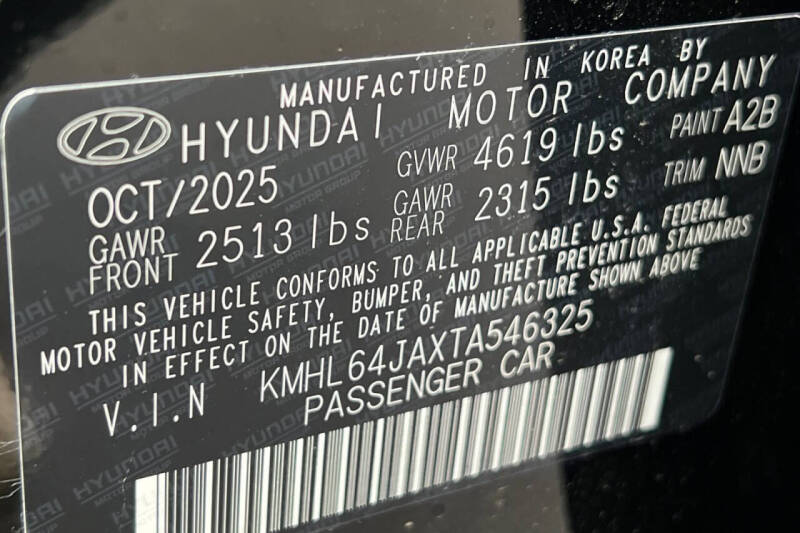 MANUFACTURED IN KOREA BY
HYUNDAI MOTOR COMPANY
OCT/2025 GVWR 4619 lbs PAINT A2B
GAWR FRONT 2513 lbs GAWR REAR 2315 lbs TRIM NNB
THIS VEHICLE CONFORMS TO ALL APPLICABLE U.S.A. FEDERAL
MOTOR VEHICLE SAFETY, BUMPER, AND THEFT PREVENTION STANDARDS
IN EFFECT ON THE DATE OF MANUFACTURE SHOWN ABOVE
V.I.N KMHL64JAXTA546325
PASSENGER CAR